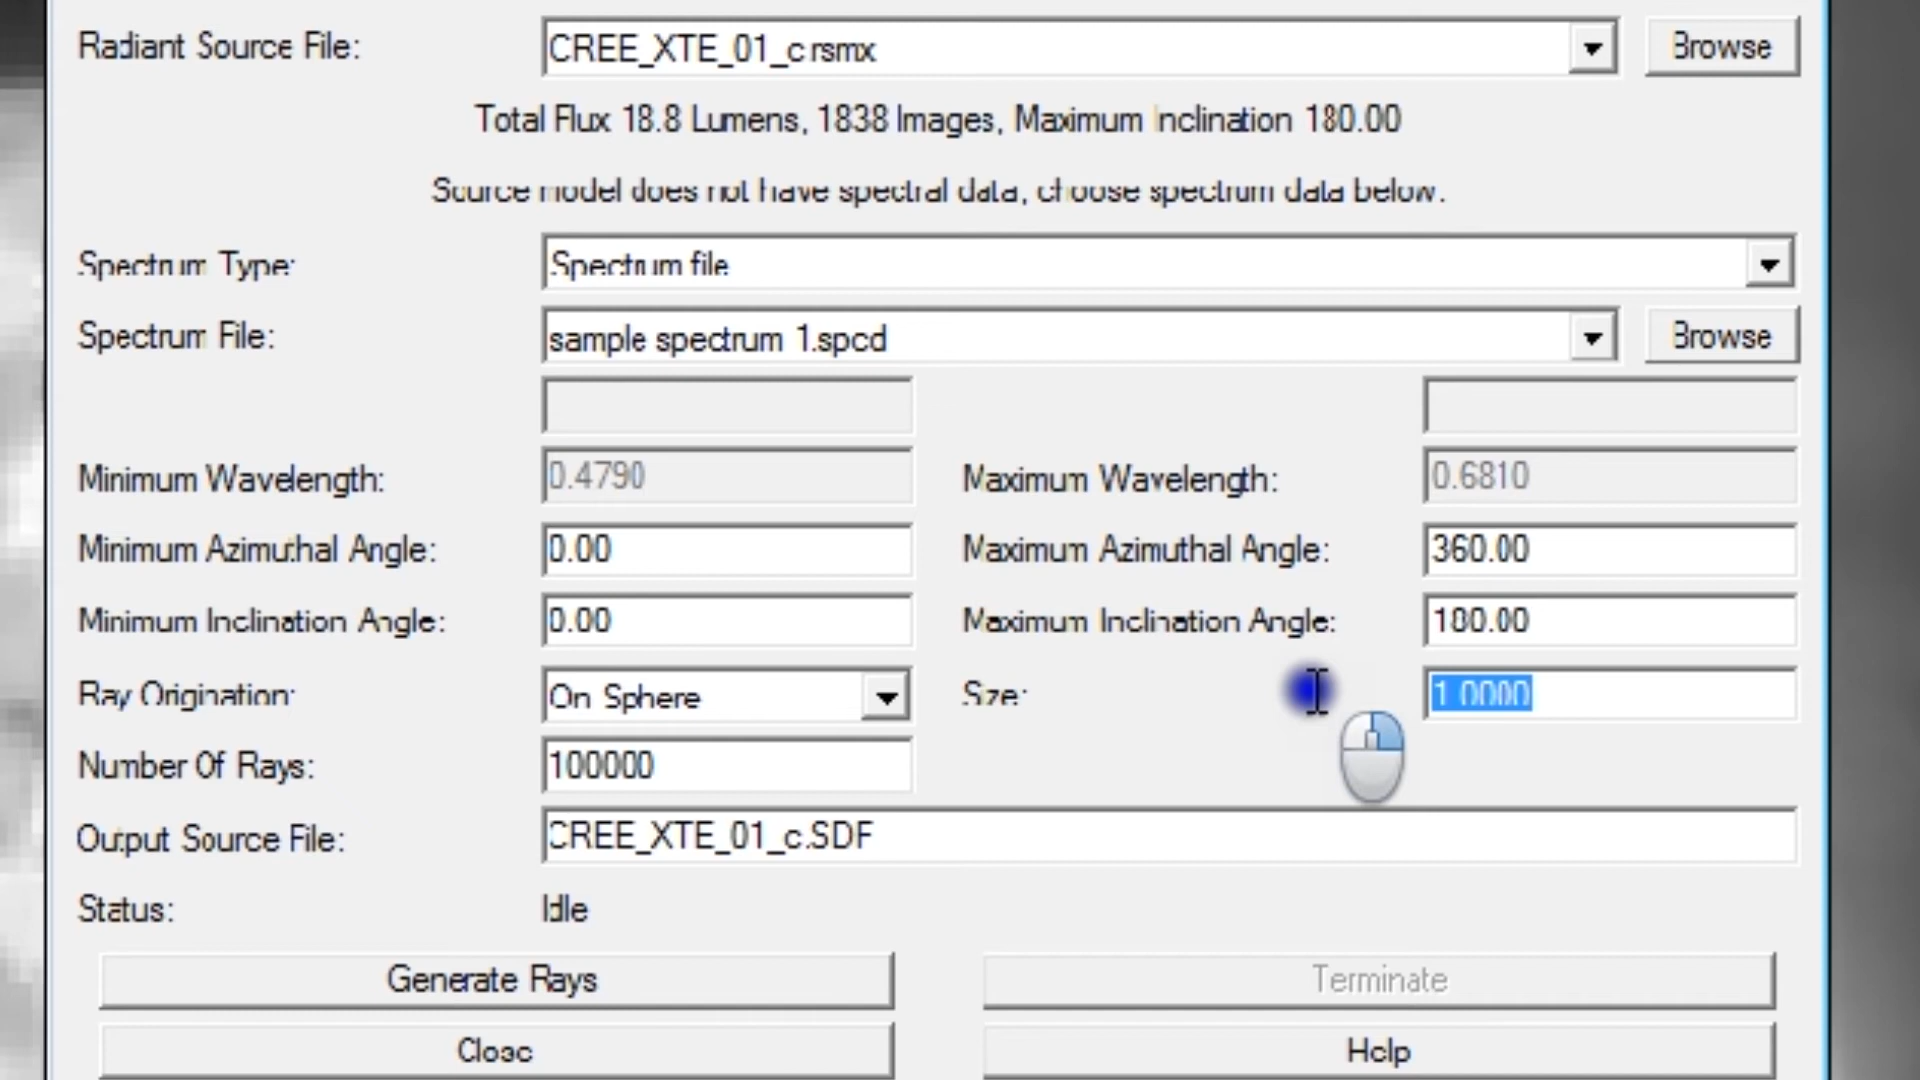 Radiant Source File: CREE_XTE_01_c.rsmx Browse
Total Flux 18.8 Lumens, 1838 Images, Maximum Inclination 180.00
Source model does not have spectral data, choose spectrum data below.
Spectrum Type: Spectrum file
Spectrum File: sample spectrum 1.spcd Browse
Minimum Wavelength: 0.4790 Maximum Wavelength: 0.6810
Minimum Azimuthal Angle: 0.00 Maximum Azimuthal Angle: 360.00
Minimum Inclination Angle: 0.00 Maximum Inclination Angle: 180.00
Ray Origination: On Sphere Size: 1.0000
Number Of Rays: 100000
Output Source File: CREE_XTE_01_c.SDF
Status: Idle
Generate Rays Terminate
Close Help